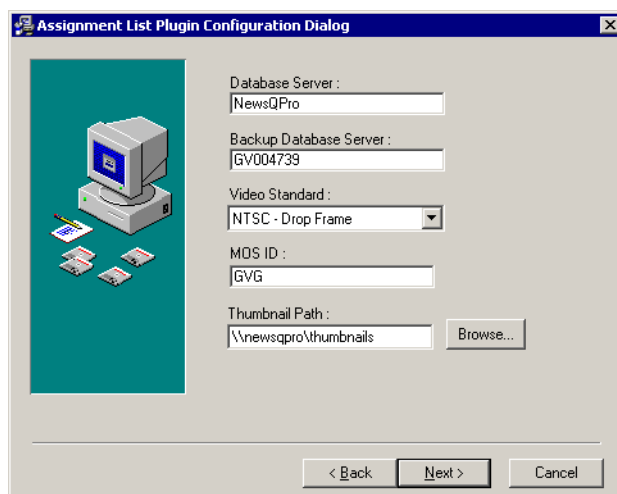 Assignment List Plugin Configuration Dialog
Database Server :
NewsQPro
Backup Database Server :
GV004739
Video Standard :
NTSC - Drop Frame
MOS ID :
GVG
Thumbnail Path :
\\newsqpro\thumbnails
Browse...
< Back
Next >
Cancel